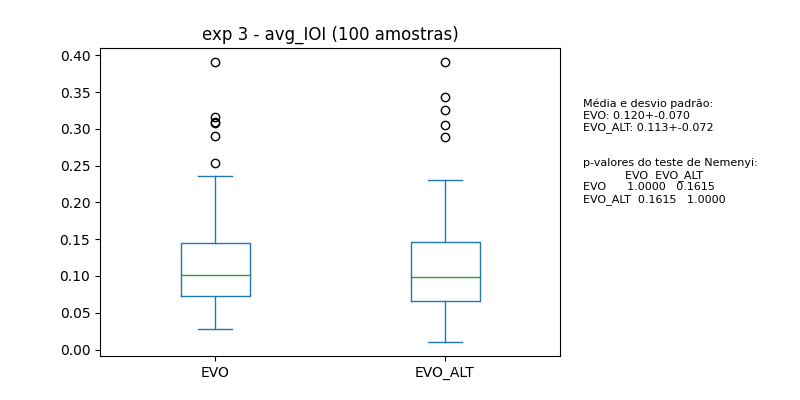 exp 3 - avg_IOI (100 amostras)
0.40
0.35
0.30
0.25
0.20
0.15
0.10
0.05
0.00
EVO
EVO_ALT
Média e desvio padrão:
EVO: 0.120+-0.070
EVO_ALT: 0.113+-0.072
p-valores do teste de Nemenyi:
EVO EVO_ALT
EVO 1.0000 0.1615
EVO_ALT 0.1615 1.0000